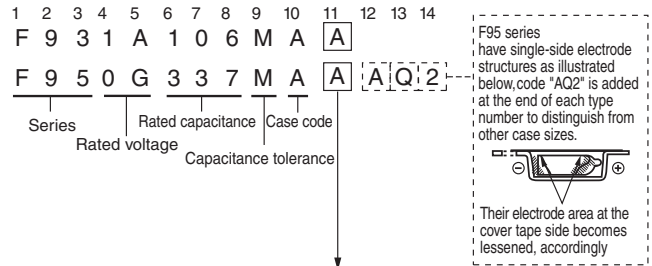 1 2 3 4 5 6 7 8 9 10 11 12 13 14
F 9 3 1 A 1 0 6 M A A
F 9 5 0 G 3 3 7 M A A A Q 2
Series
Rated voltage
Rated capacitance
Capacitance tolerance
Case code
F95 series
have single-side electrode
structures as illustrated
below,code "AQ2" is added
at the end of each type
number to distinguish from
other case sizes.
⊖ ⊕
Their electrode area at the
cover tape side becomes
lessened, accordingly